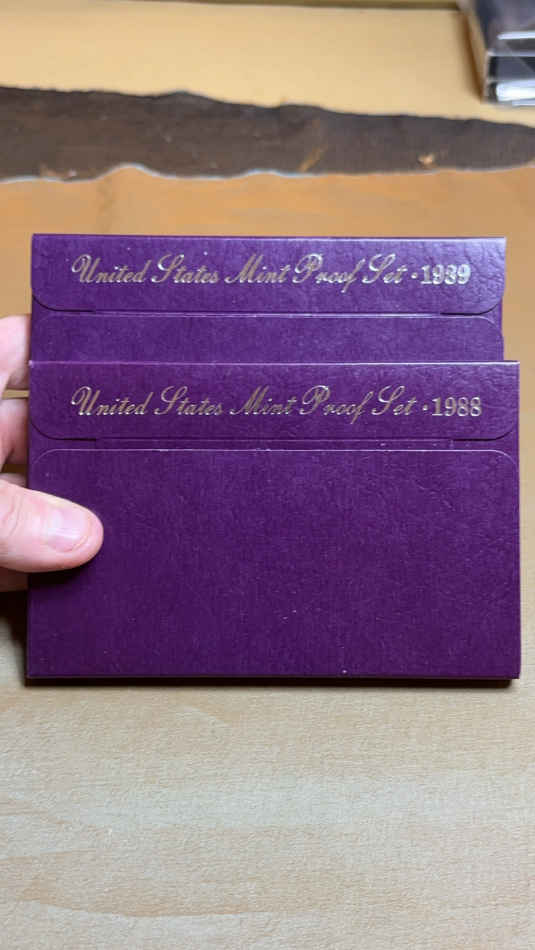 United States Mint Proof Set · 1989
United States Mint Proof Set · 1988